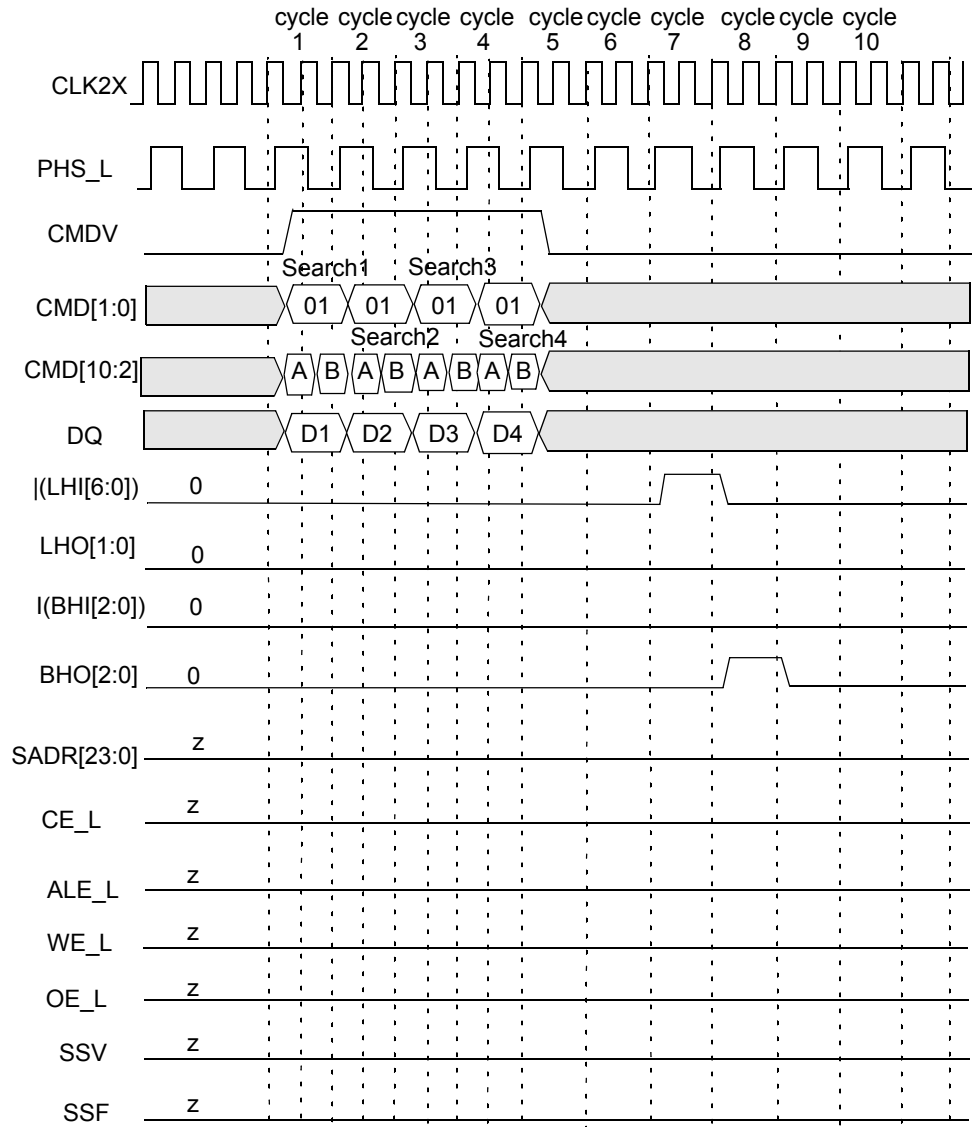 cycle cycle cycle cycle cycle cycle cycle cycle cycle cycle
1 2 3 4 5 6 7 8 9 10
CLK2X
PHS_L
CMDV
Search1 Search3
CMD[1:0] 01 01 01 01
Search2 Search4
CMD[10:2] A B A B A B A B
DQ D1 D2 D3 D4
|(LHI[6:0]) 0
LHO[1:0] 0
I(BHI[2:0]) 0
BHO[2:0] 0
SADR[23:0] z
CE_L z
ALE_L z
WE_L z
OE_L z
SSV z
SSF z